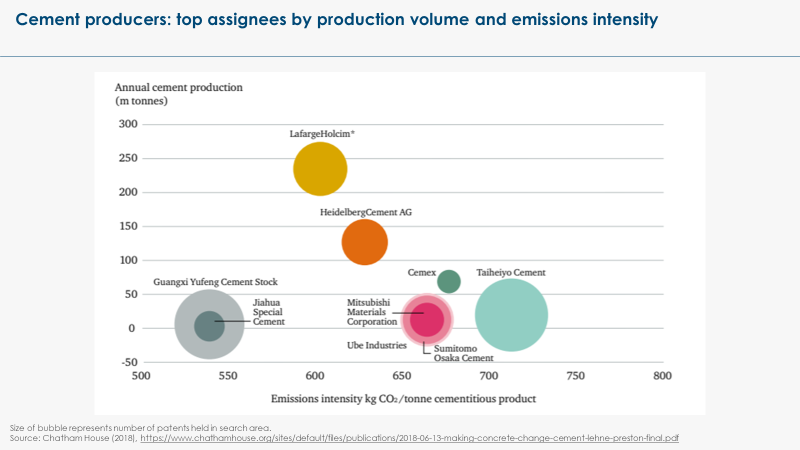 Cement producers: top assignees by production volume and emissions intensity
Annual cement production
(m tonnes)
300
250
200
150
100
50
0
-50
LafargeHolcim*
HeidelbergCement AG
Cemex
Taiheiyo Cement
Guangxi Yufeng Cement Stock
Jiahua
Special
Cement
Mitsubishi
Materials
Corporation
Ube Industries
Sumitomo
Osaka Cement
500
550
600
650
700
750
800
Emissions intensity kg CO₂/tonne cementitious product
Size of bubble represents number of patents held in search area.
Source: Chatham House (2018), https://www.chathamhouse.org/sites/default/files/publications/2018-06-13-making-concrete-change-cement-lehne-preston-final.pdf